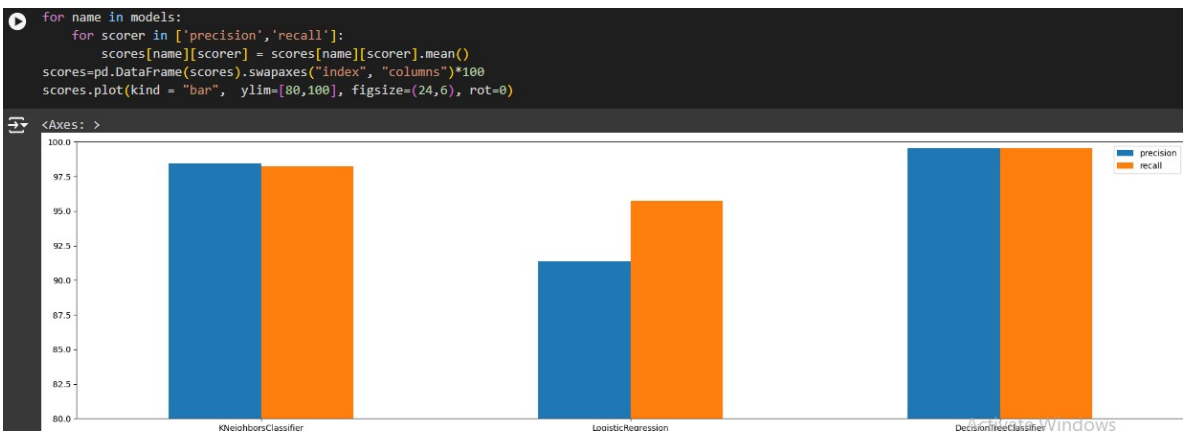 for name in models:
    for scorer in ['precision','recall']:
        scores[name][scorer] = scores[name][scorer].mean()
scores=pd.DataFrame(scores).swapaxes("index", "columns")*100
scores.plot(kind = "bar",  ylim=[80,100], figsize=(24,6), rot=0)
<Axes: >
100.0
precision
recall
97.5
95.0
92.5
90.0
87.5
85.0
82.5
80.0
KNeighborsClassifier LogisticRegression DecisionTreeClassifier
Activate Windows